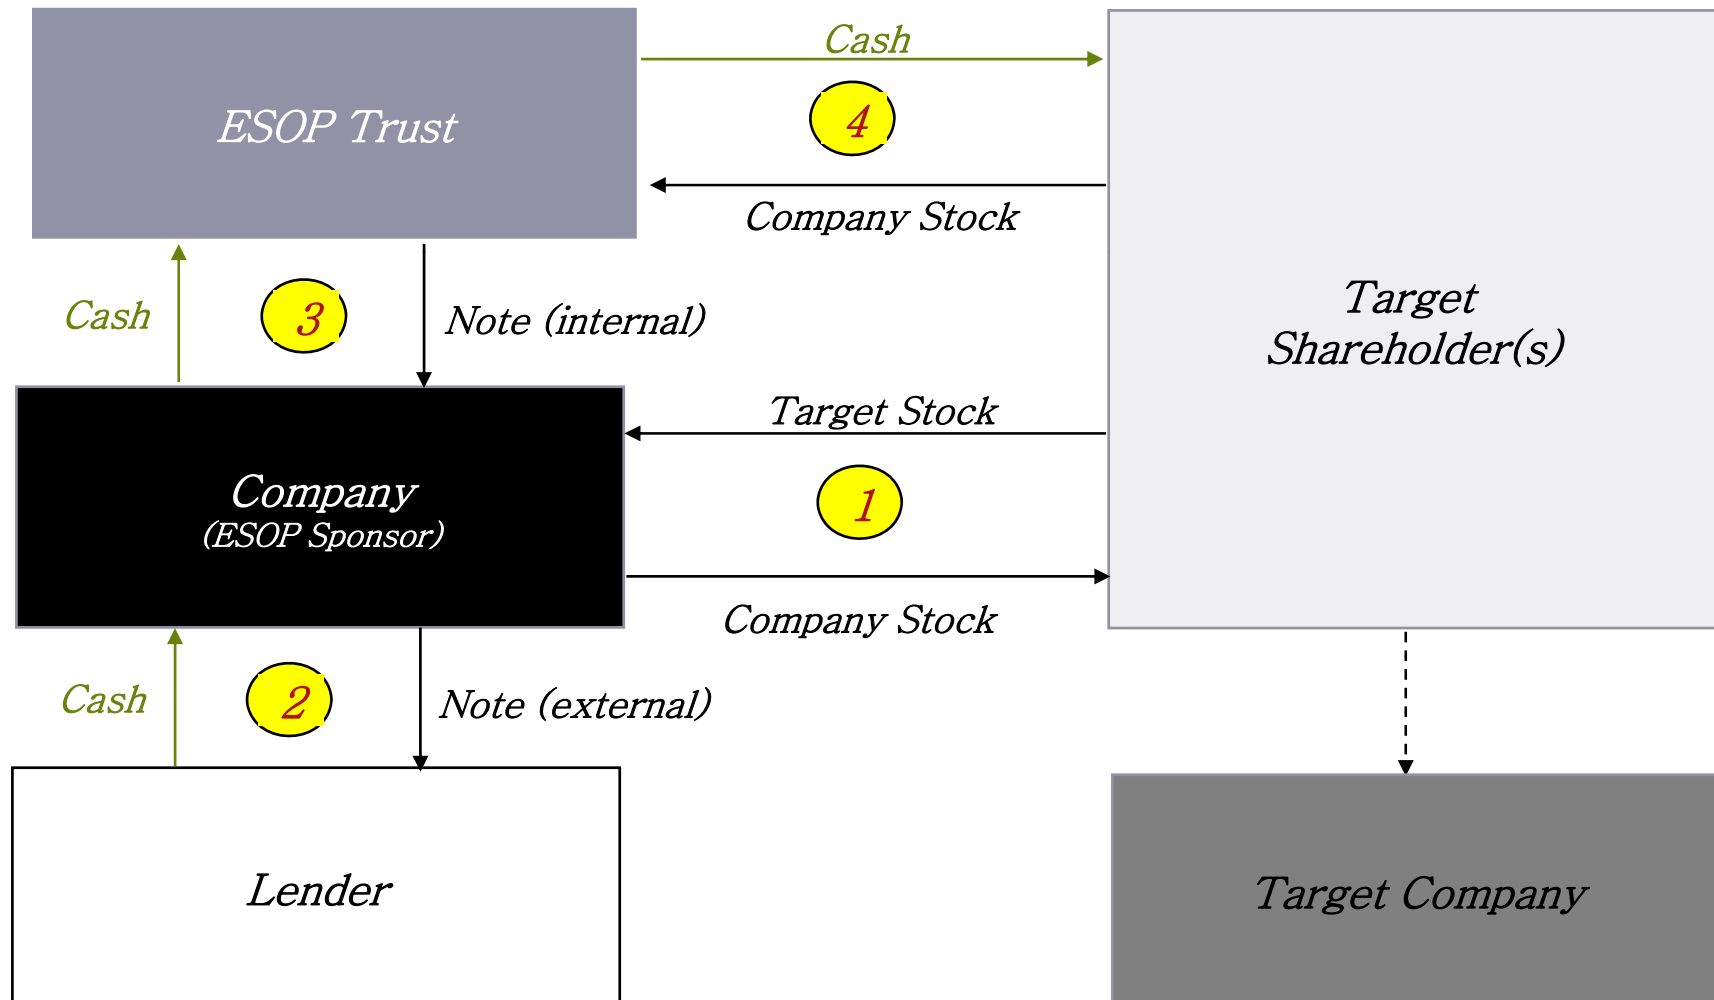 Cash
ESOP Trust
4
Company Stock
Cash
3
Note (internal)
Target
Shareholder(s)
Target Stock
Company
(ESOP Sponsor)
1
Company Stock
Cash
2
Note (external)
Lender
Target Company